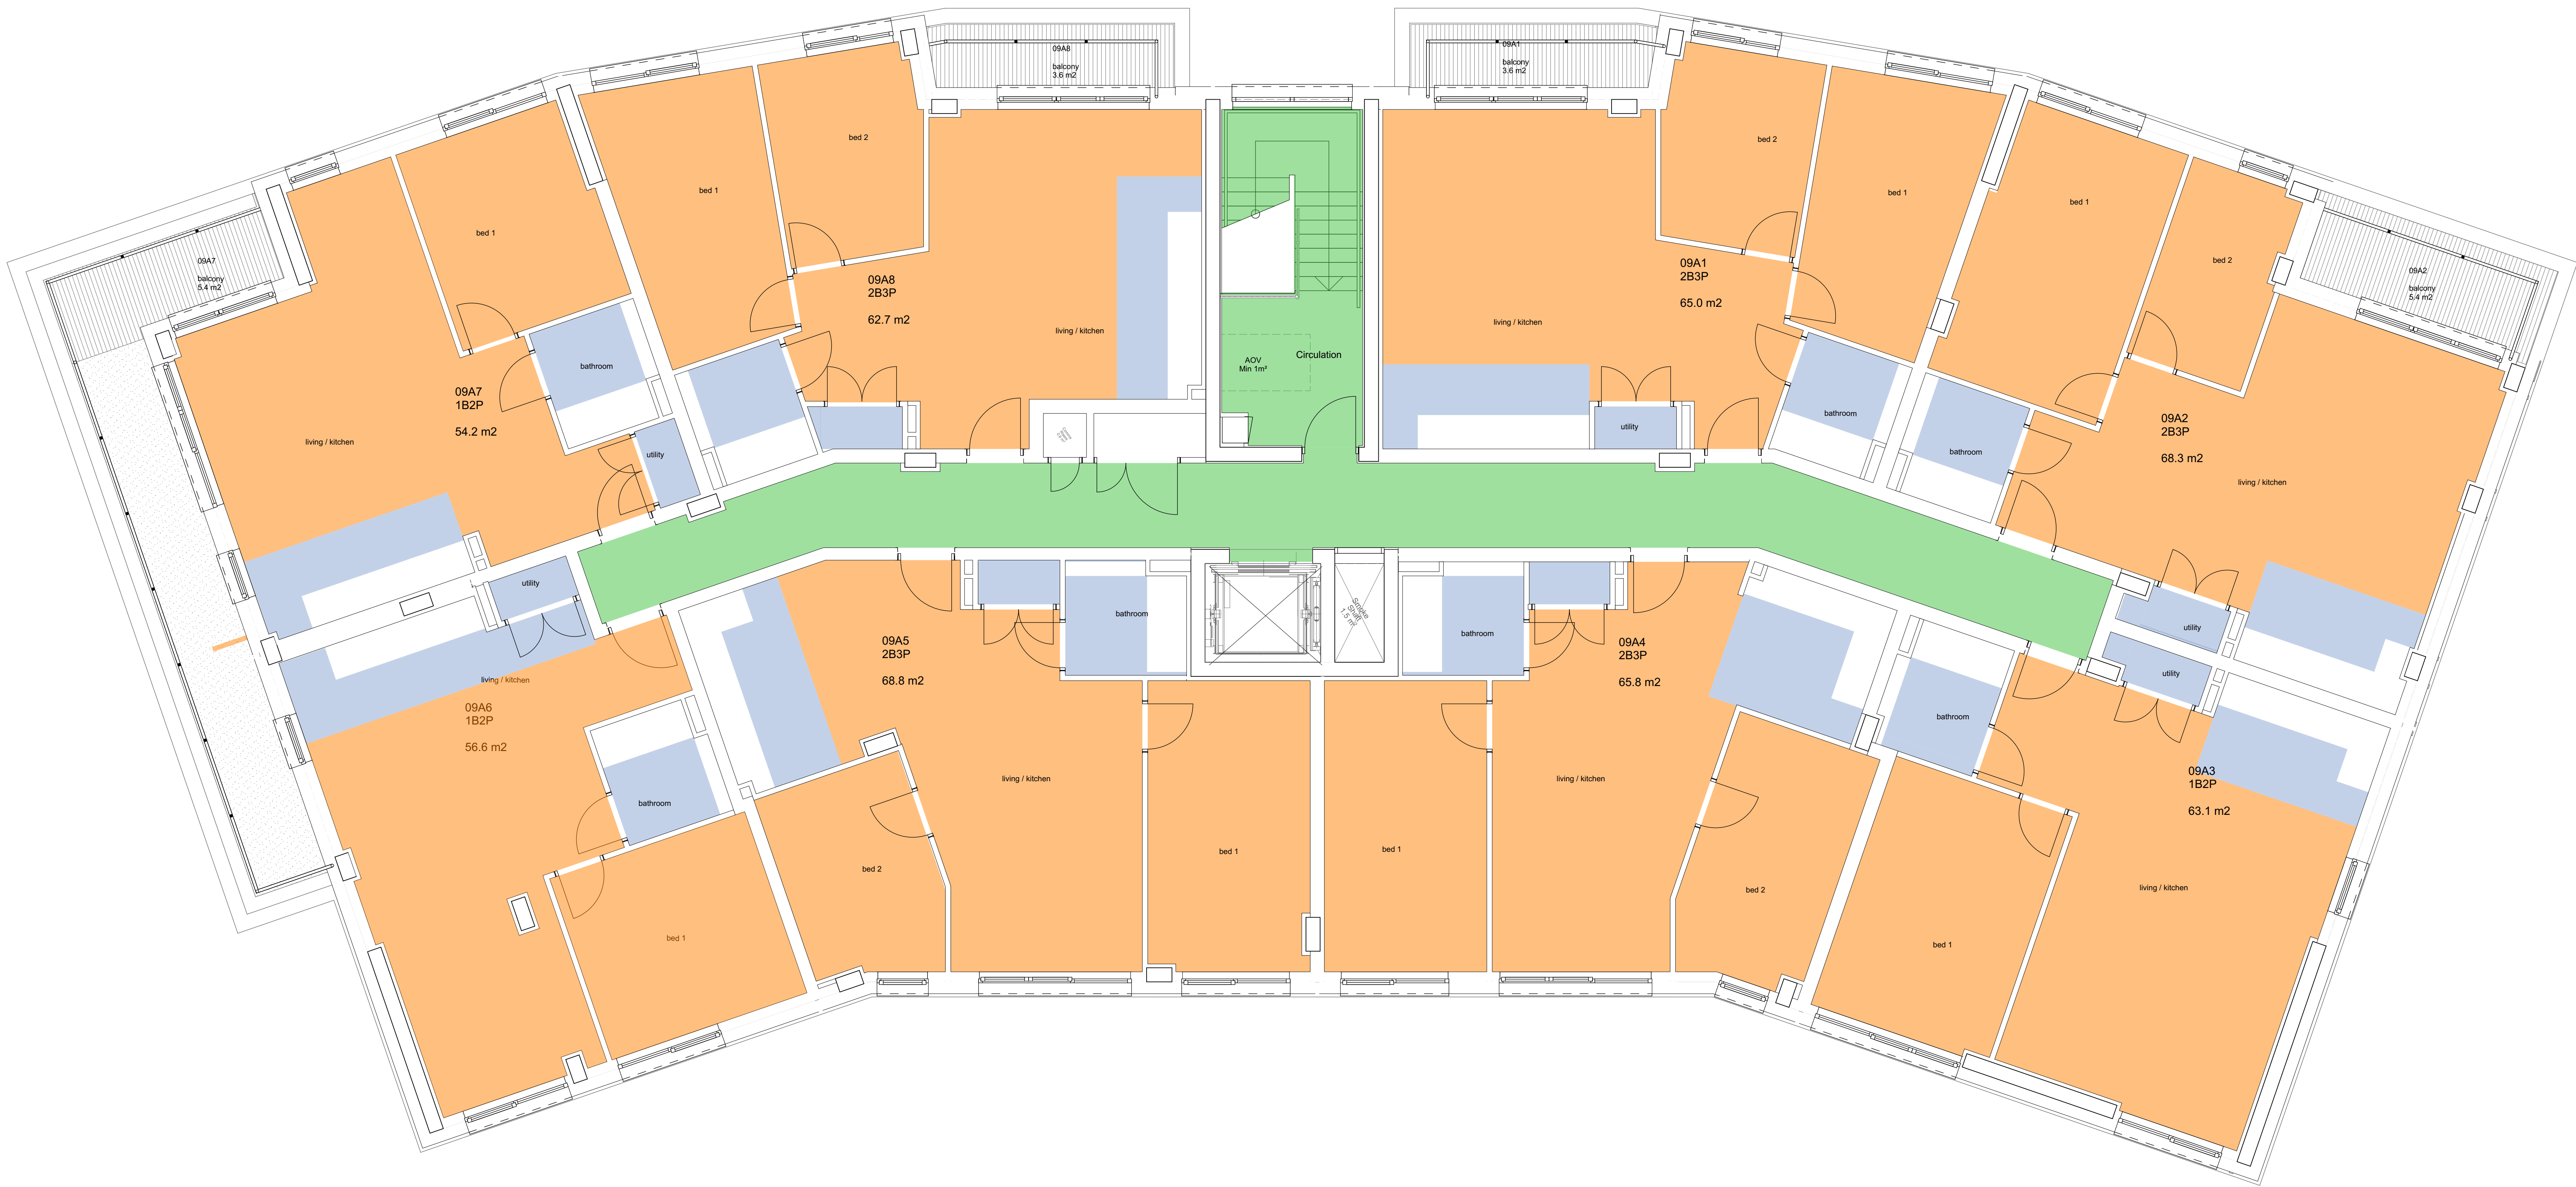 09A8
balcony
3.6 m2
09A1
balcony
3.6 m2
bed 2
bed 1
bed 2
bed 1
bed 1
bed 1
bed 2
09A7
balcony
5.4 m2
09A2
balcony
5.4 m2
09A8
2B3P
62.7 m2
living / kitchen
AOV
Min 1m²
Circulation
09A1
2B3P
65.0 m2
living / kitchen
bathroom
09A7
1B2P
54.2 m2
living / kitchen
utility
utility
bathroom
bathroom
09A2
2B3P
68.3 m2
living / kitchen
utility
utility
utility
living / kitchen
09A6
1B2P
56.6 m2
bathroom
bed 1
09A5
2B3P
68.8 m2
bathroom
living / kitchen
bed 2
bed 1
Smoke
Shaft
1.5 m²
bathroom
09A4
2B3P
65.8 m2
living / kitchen
bed 1
bed 2
bathroom
09A3
1B2P
63.1 m2
living / kitchen
bed 1